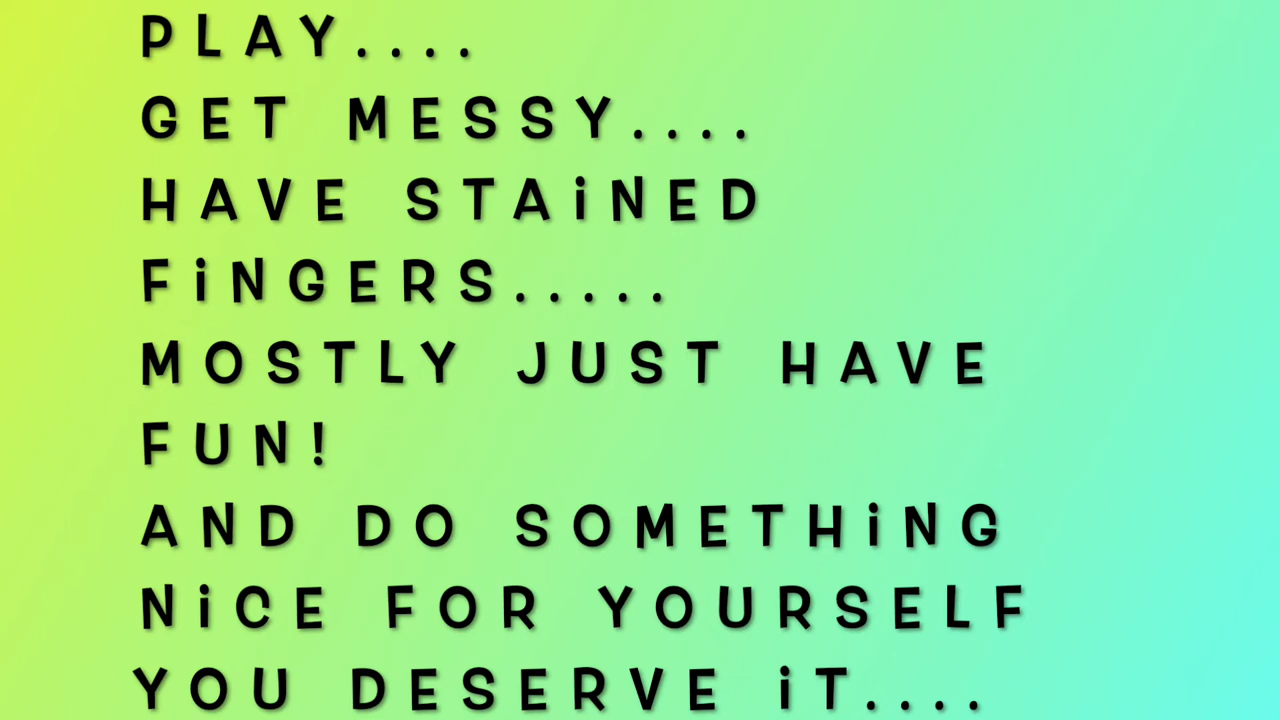 PLAY....
GET MESSY....
HAVE STAiNED
FiNGERS.....
MOSTLY JUST HAVE
FUN!
AND DO SOMETHiNG
NiCE FOR YOURSELF
YOU DESERVE iT....